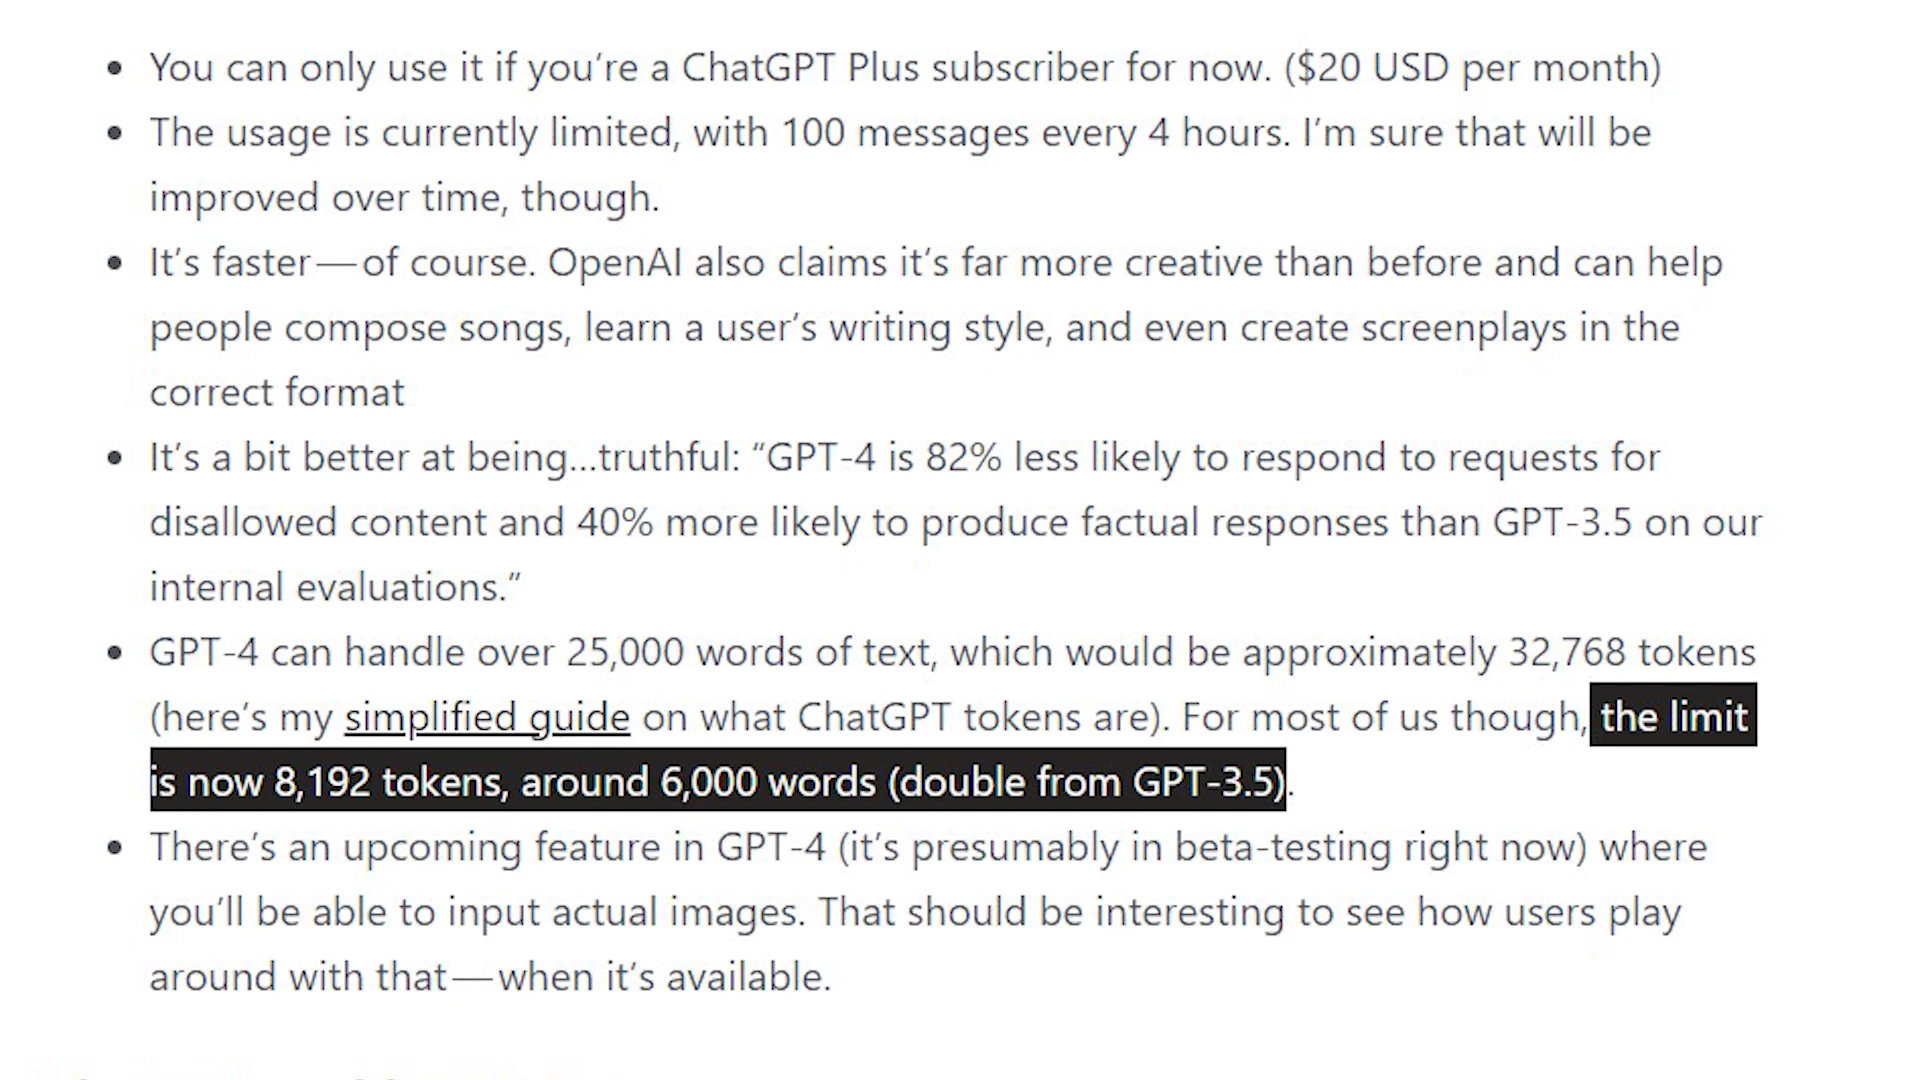 • You can only use it if you’re a ChatGPT Plus subscriber for now. ($20 USD per month)
• The usage is currently limited, with 100 messages every 4 hours. I’m sure that will be
improved over time, though.
• It’s faster — of course. OpenAI also claims it’s far more creative than before and can help
people compose songs, learn a user’s writing style, and even create screenplays in the
correct format
• It’s a bit better at being…truthful: “GPT-4 is 82% less likely to respond to requests for
disallowed content and 40% more likely to produce factual responses than GPT-3.5 on our
internal evaluations.”
• GPT-4 can handle over 25,000 words of text, which would be approximately 32,768 tokens
(here’s my simplified guide on what ChatGPT tokens are). For most of us though, the limit
is now 8,192 tokens, around 6,000 words (double from GPT-3.5).
• There’s an upcoming feature in GPT-4 (it’s presumably in beta-testing right now) where
you’ll be able to input actual images. That should be interesting to see how users play
around with that — when it’s available.